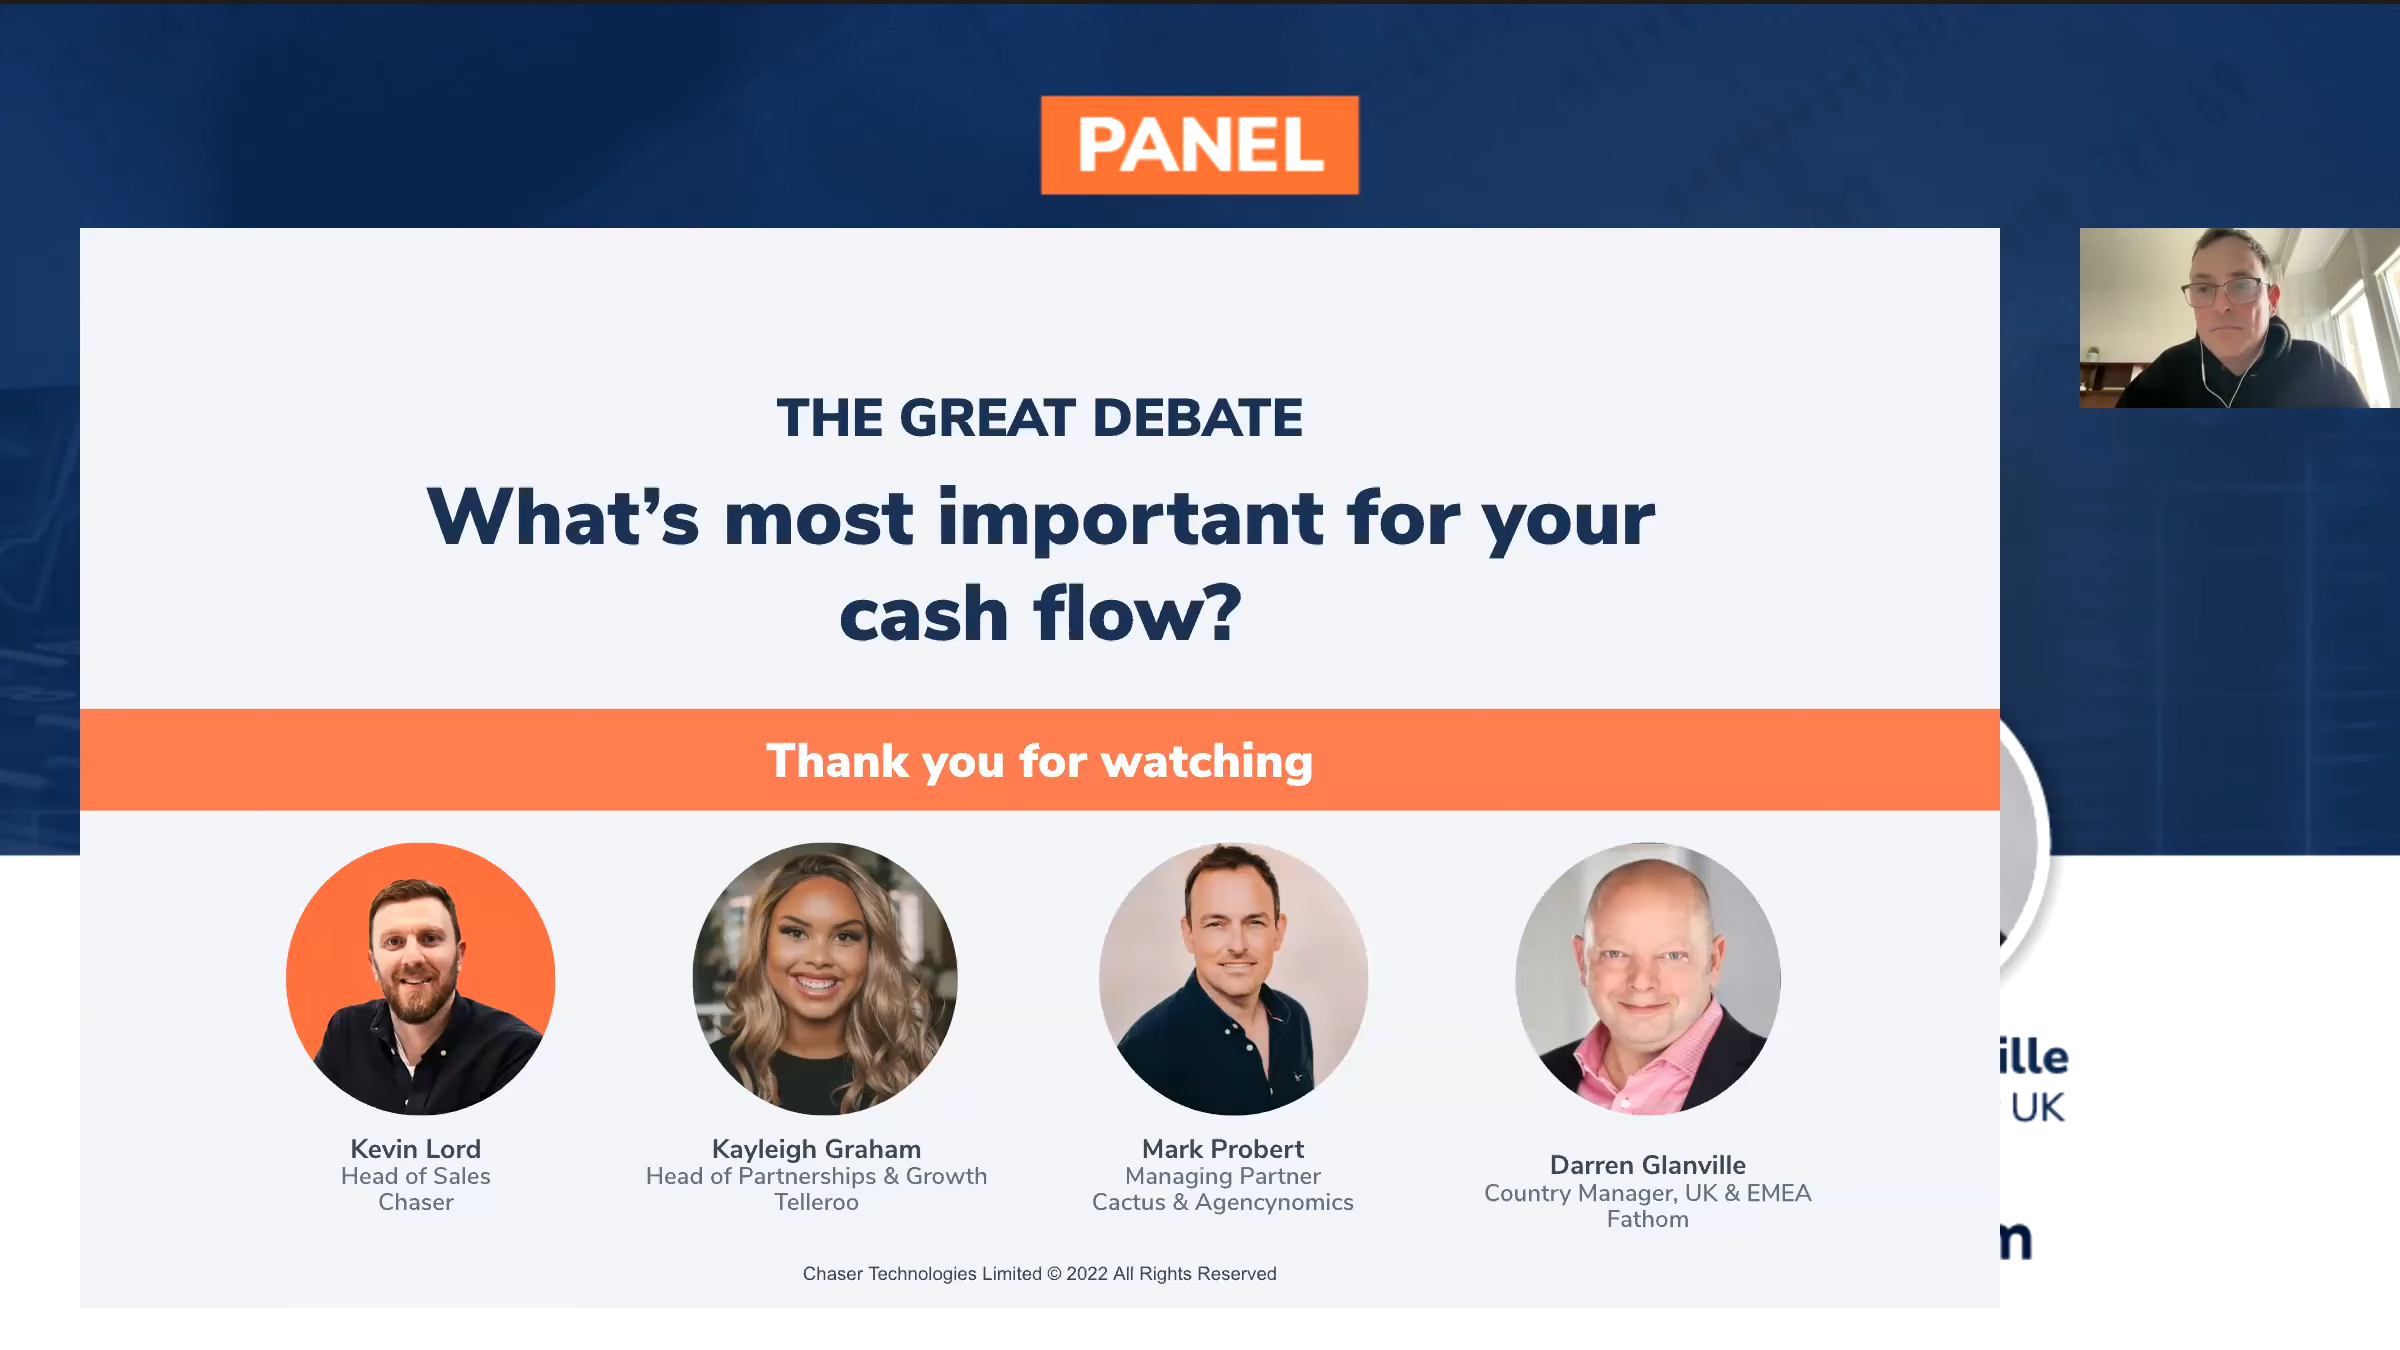 PANEL
THE GREAT DEBATE
What's most important for your
cash flow?
Thank you for watching
Kevin Lord
Head of Sales
Chaser
Kayleigh Graham
Head of Partnerships & Growth
Telleroo
Mark Probert
Managing Partner
Cactus & Agencynomics
Darren Glanville
Country Manager, UK & EMEA
Fathom
ille
UK
m
Chaser Technologies Limited © 2022 All Rights Reserved